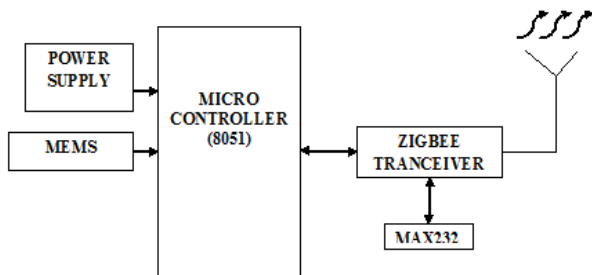 POWER
SUPPLY
MEMS
MICRO
CONTROLLER
(8051)
ZIGBEE
TRANCEIVER
MAX232